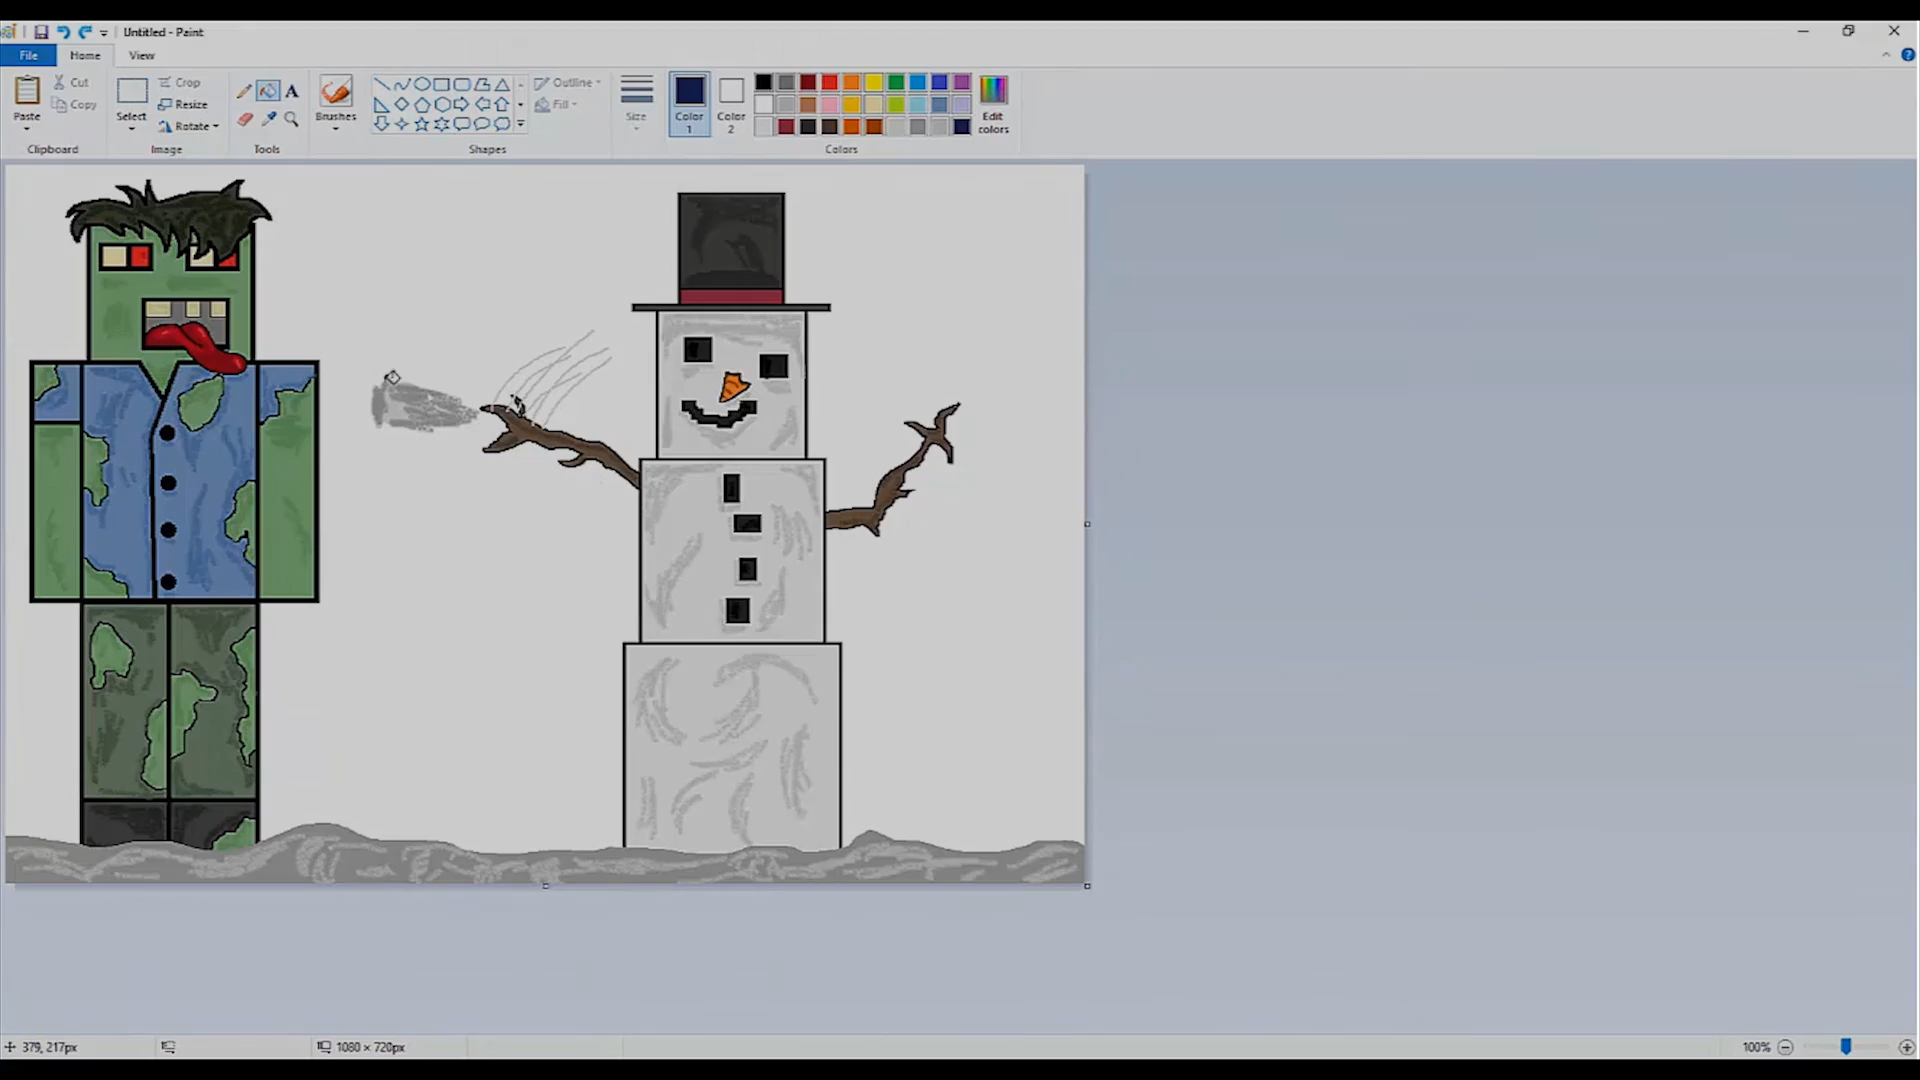 Untitled - Paint
File Home View
Paste
Cut
Copy
Clipboard
Select
Crop
Resize
Rotate
Image
A
Tools
Brushes
Shapes
Outline
Fill
Size
Color 1
Color 2
Edit colors
Colors
379, 217px
1080 × 720px
100%